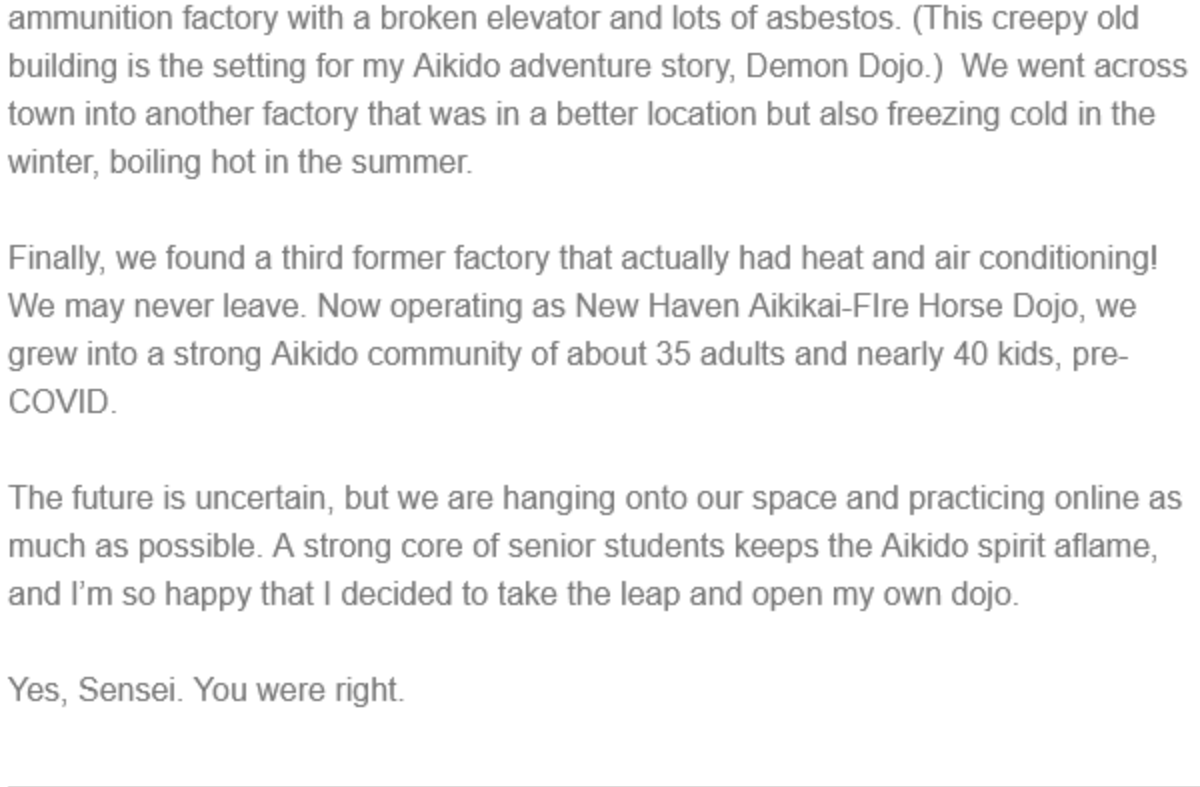 ammunition factory with a broken elevator and lots of asbestos. (This creepy old
building is the setting for my Aikido adventure story, Demon Dojo.)  We went across
town into another factory that was in a better location but also freezing cold in the
winter, boiling hot in the summer.
Finally, we found a third former factory that actually had heat and air conditioning!
We may never leave. Now operating as New Haven Aikikai-FIre Horse Dojo, we
grew into a strong Aikido community of about 35 adults and nearly 40 kids, pre-
COVID.
The future is uncertain, but we are hanging onto our space and practicing online as
much as possible. A strong core of senior students keeps the Aikido spirit aflame,
and I’m so happy that I decided to take the leap and open my own dojo.
Yes, Sensei. You were right.